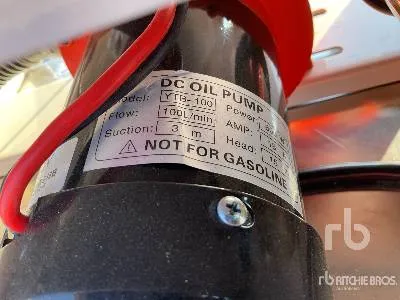 DC OIL PUMP
Model: YTB-100 Power:
Flow: 100L/min AMP.
Suction: 3 m Head:
NOT FOR GASOLINE
rb
rb RITCHIE BROS.